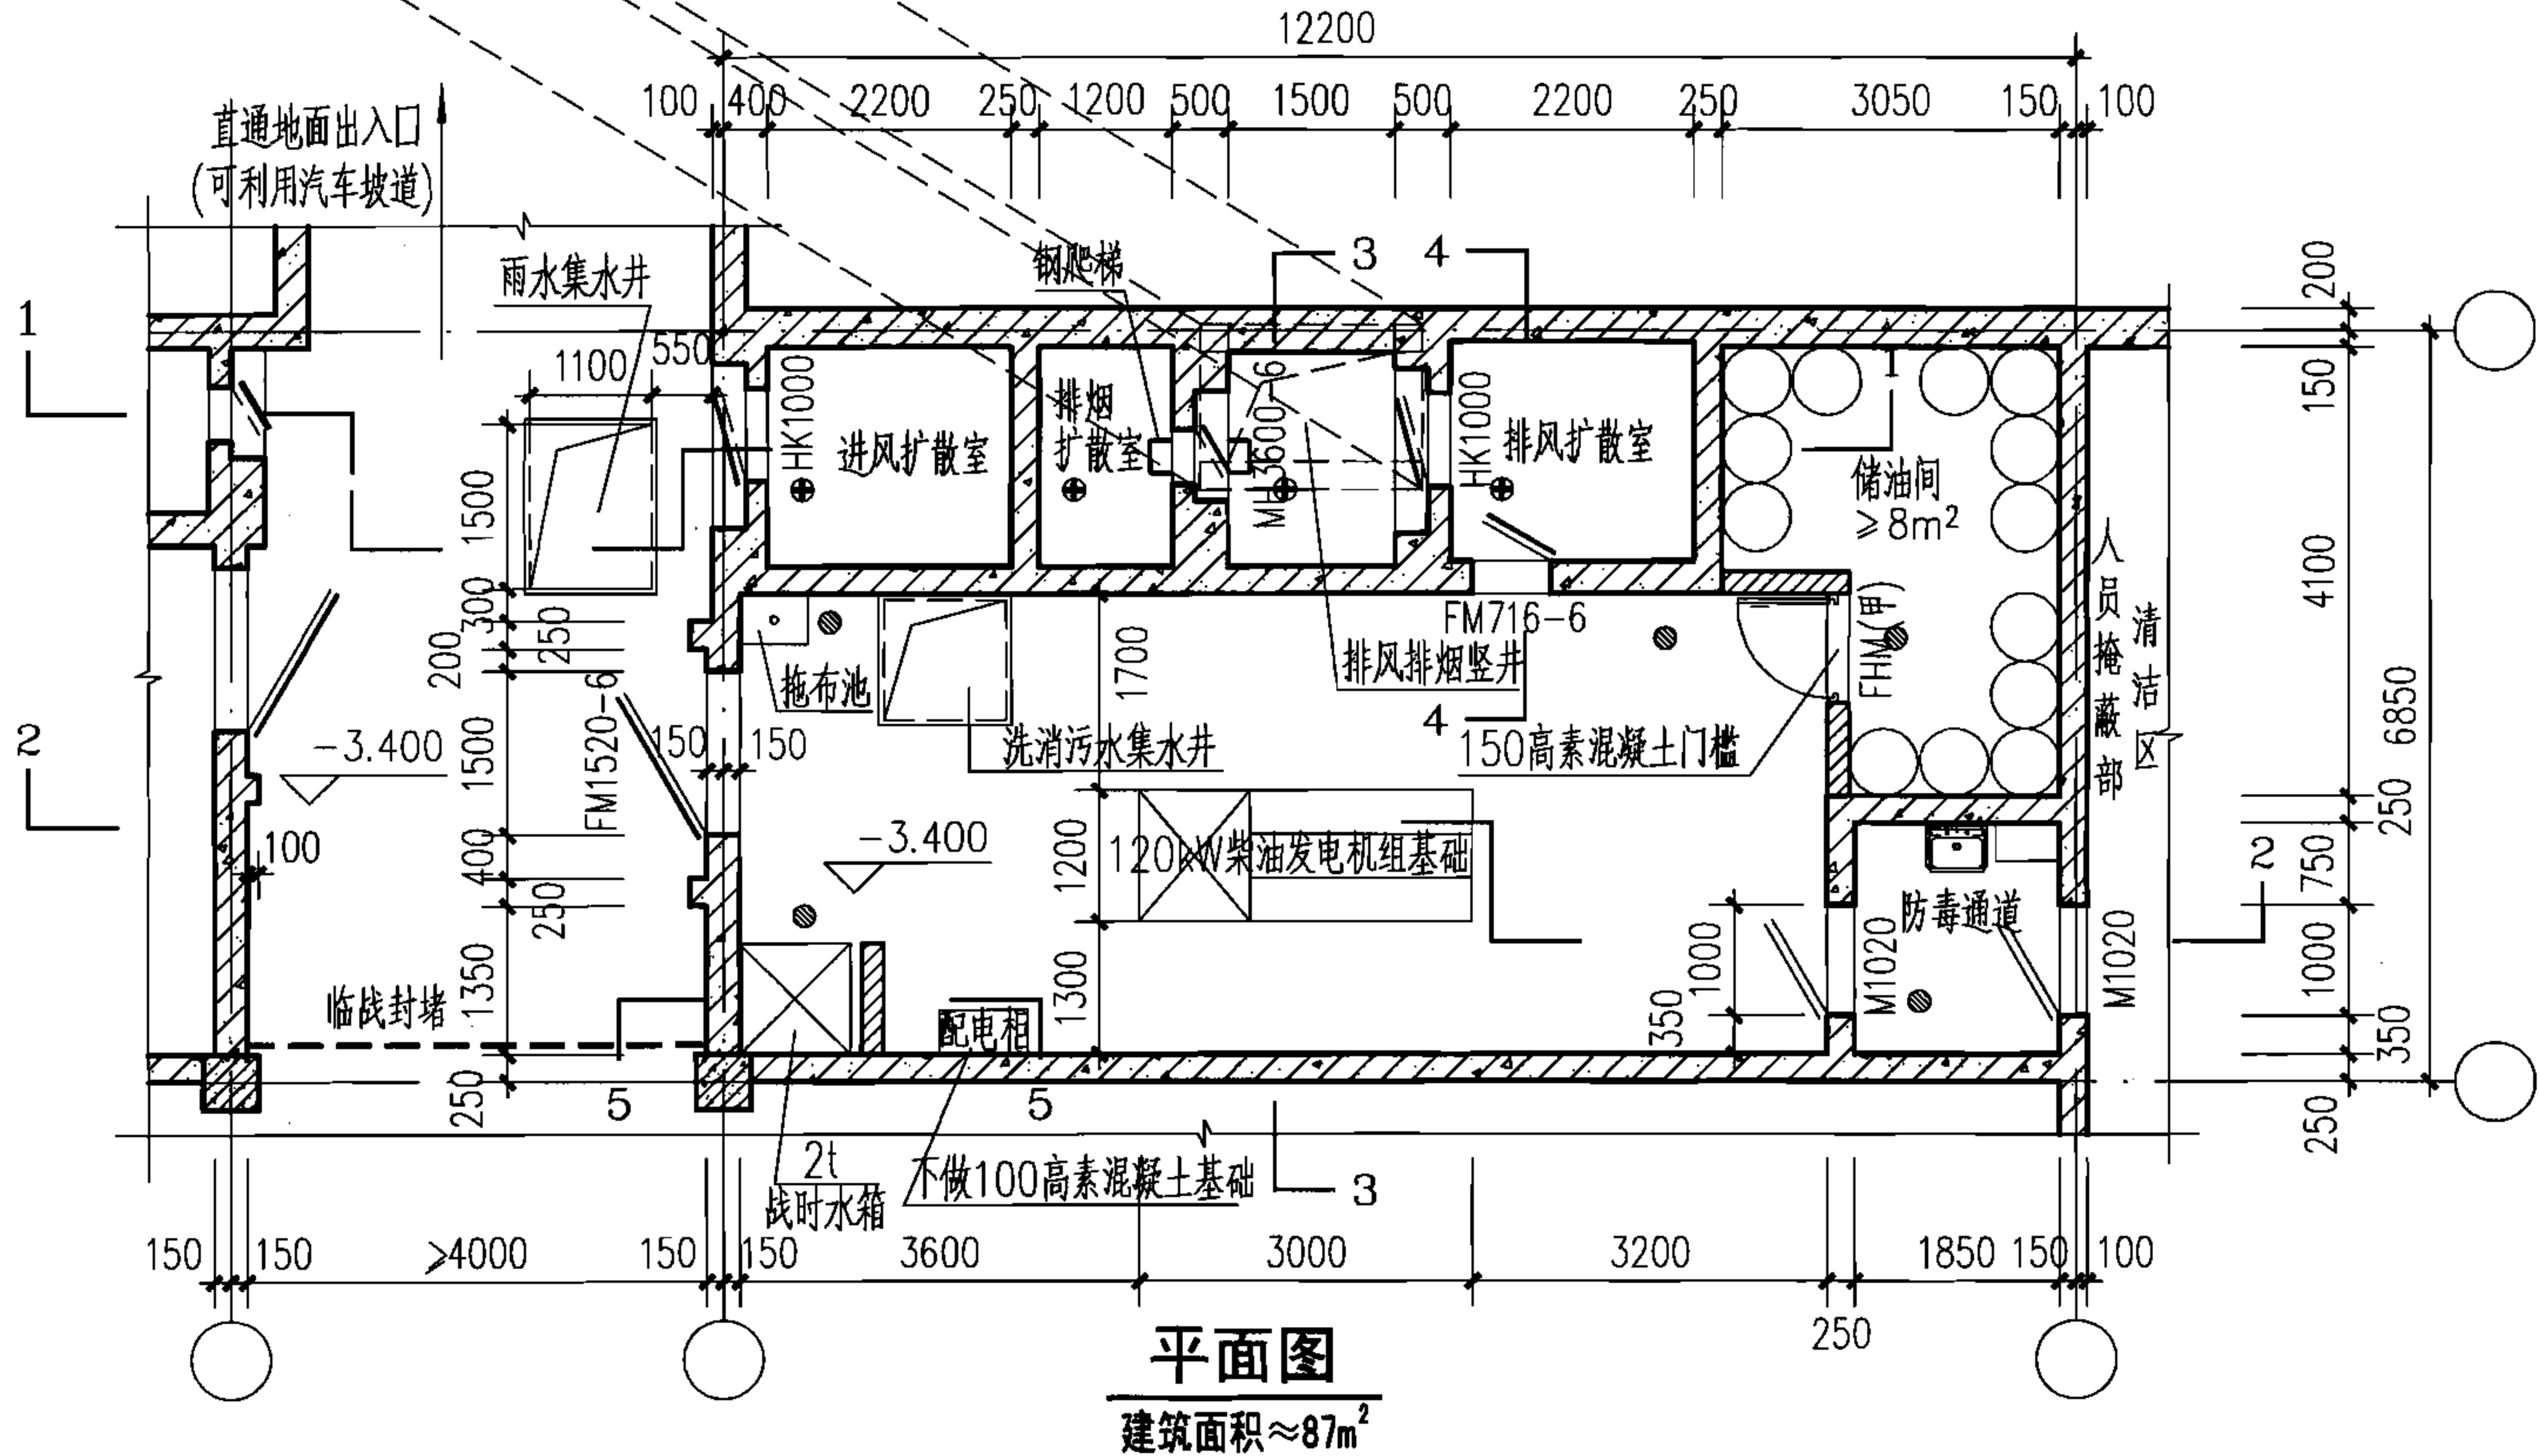 12200
100 400 2200 250 1200 500 1500 500 2200 250 3050 150 100
直通地面出入口
(可利用汽车坡道)
雨水集水井
钢爬梯
3
4
1
1
200
150
4100
6850
250
750
1000
350
250
1100
550
1500
300
250
200
1500
400
250
1350
250
HK1000
进风扩散室
排烟
扩散室
MH3600-6
HK1000
排风扩散室
储油间
≥8m²
人员掩蔽部
清洁区
FM716-6
FHM(甲)
拖布池
1700
排风排烟竖井
4
洗消污水集水井
150高素混凝土门槛
2
-3.400
FM1520-6
150
150
100
-3.400
1200
120kW柴油发电机组基础
2
防毒通道
1000
350
M1020
M1020
1300
临战封堵
配电柜
5
5
2t
战时水箱
下做100高素混凝土基础
3
150 150 ≥4000 150 150 3600 3000 3200 250 1850 150 100
平面图
建筑面积≈87m²